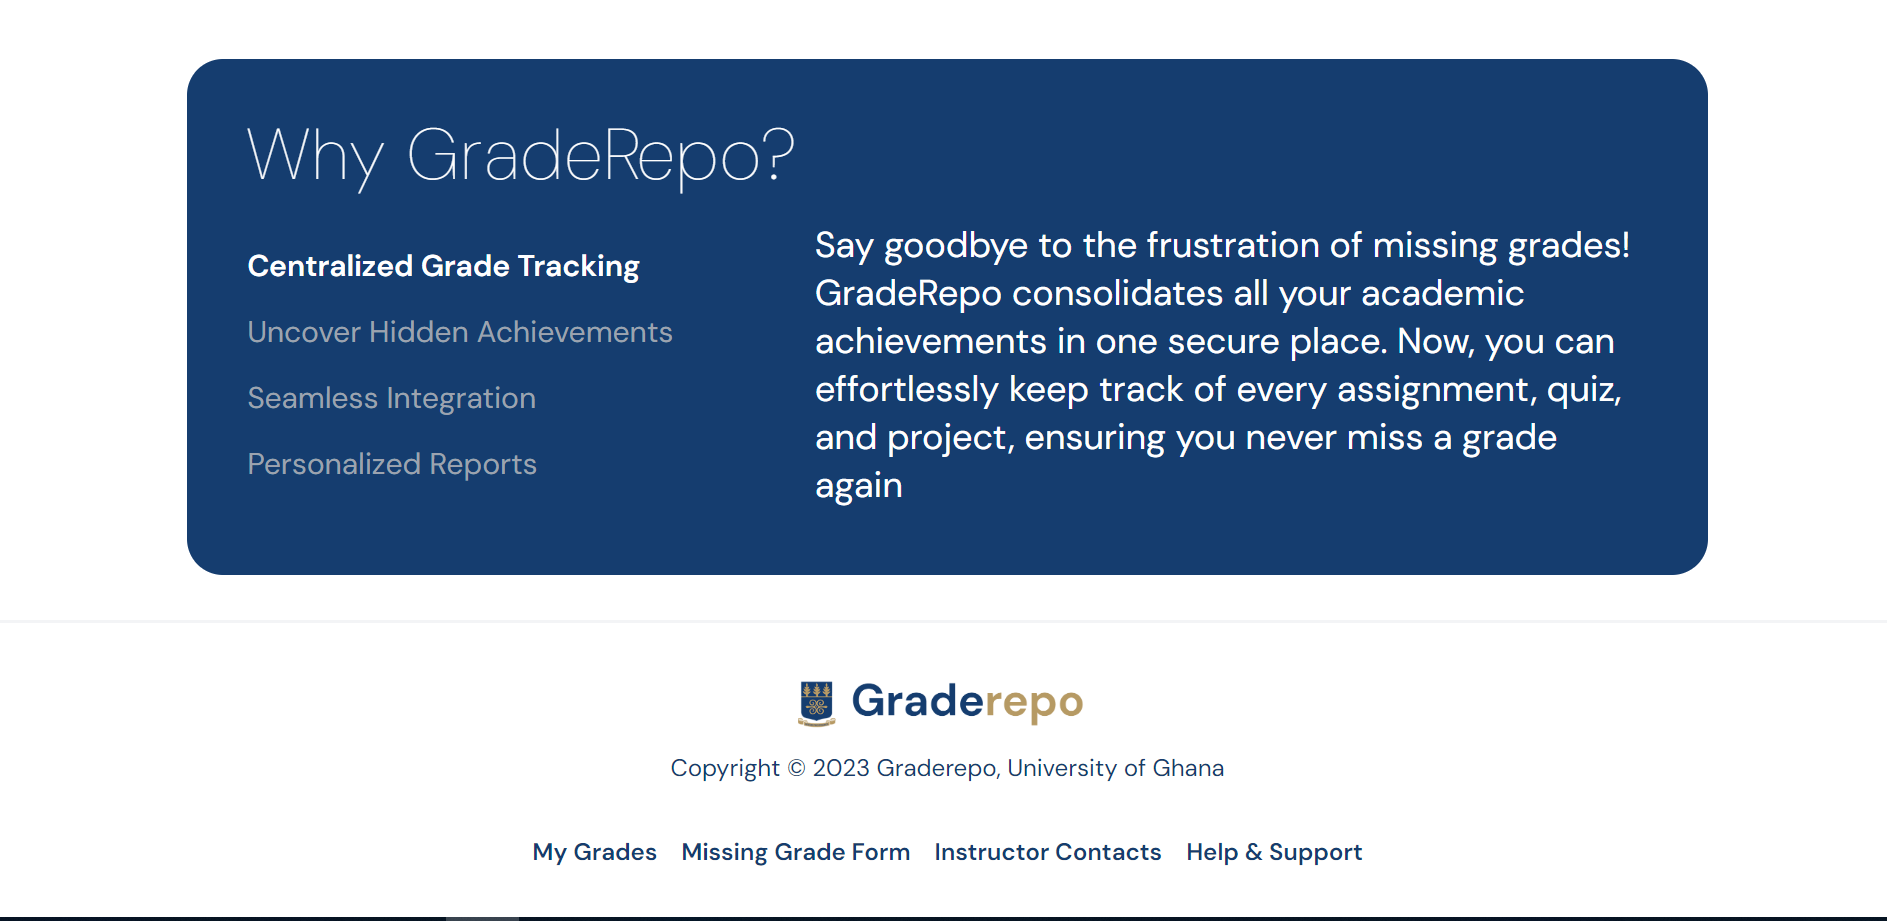 Why GradeRepo?
Centralized Grade Tracking
Uncover Hidden Achievements
Seamless Integration
Personalized Reports
Say goodbye to the frustration of missing grades!
GradeRepo consolidates all your academic
achievements in one secure place. Now, you can
effortlessly keep track of every assignment, quiz,
and project, ensuring you never miss a grade
again
Graderepo
Copyright © 2023 Graderepo, University of Ghana
My Grades Missing Grade Form Instructor Contacts Help & Support